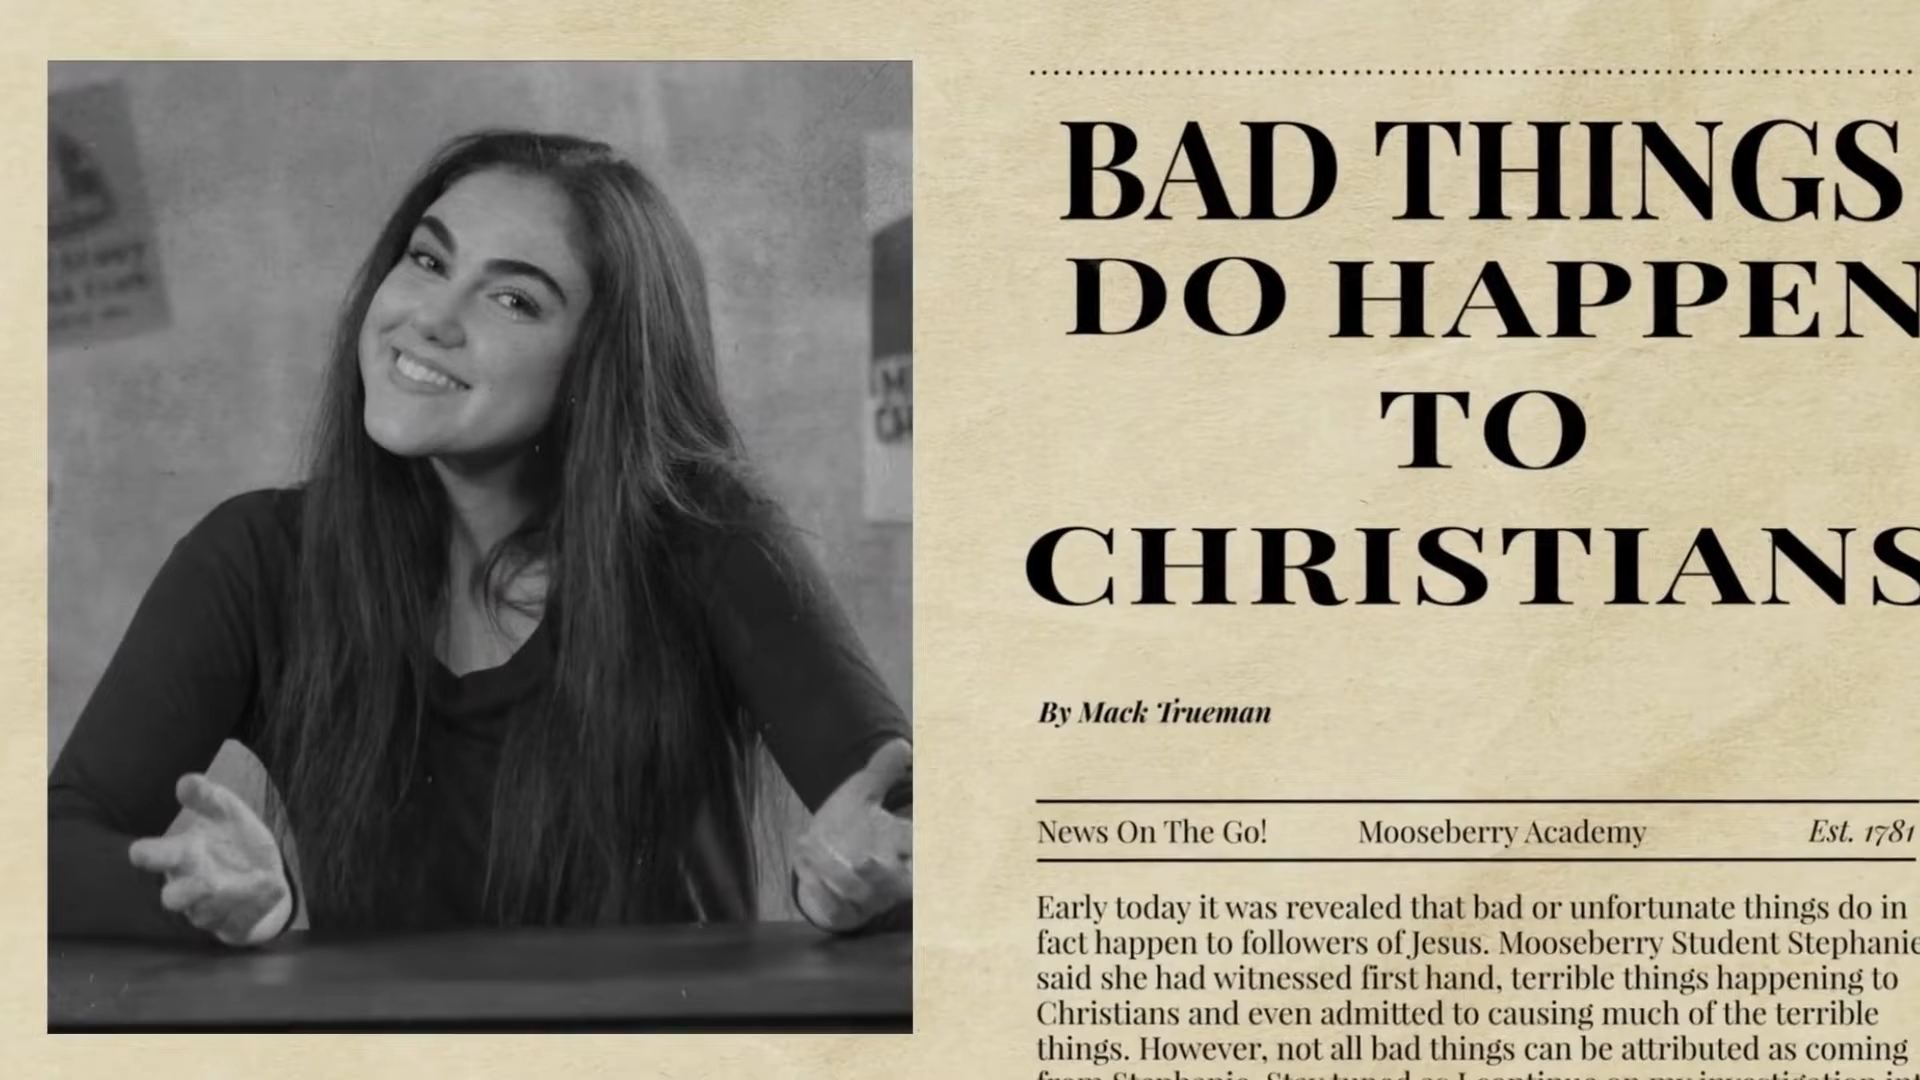 BAD THINGS
DO HAPPEN
TO
CHRISTIANS
By Mack Trueman
News On The Go! Mooseberry Academy Est. 1781
Early today it was revealed that bad or unfortunate things do in
fact happen to followers of Jesus. Mooseberry Student Stephanie
said she had witnessed first hand, terrible things happening to
Christians and even admitted to causing much of the terrible
things. However, not all bad things can be attributed as coming